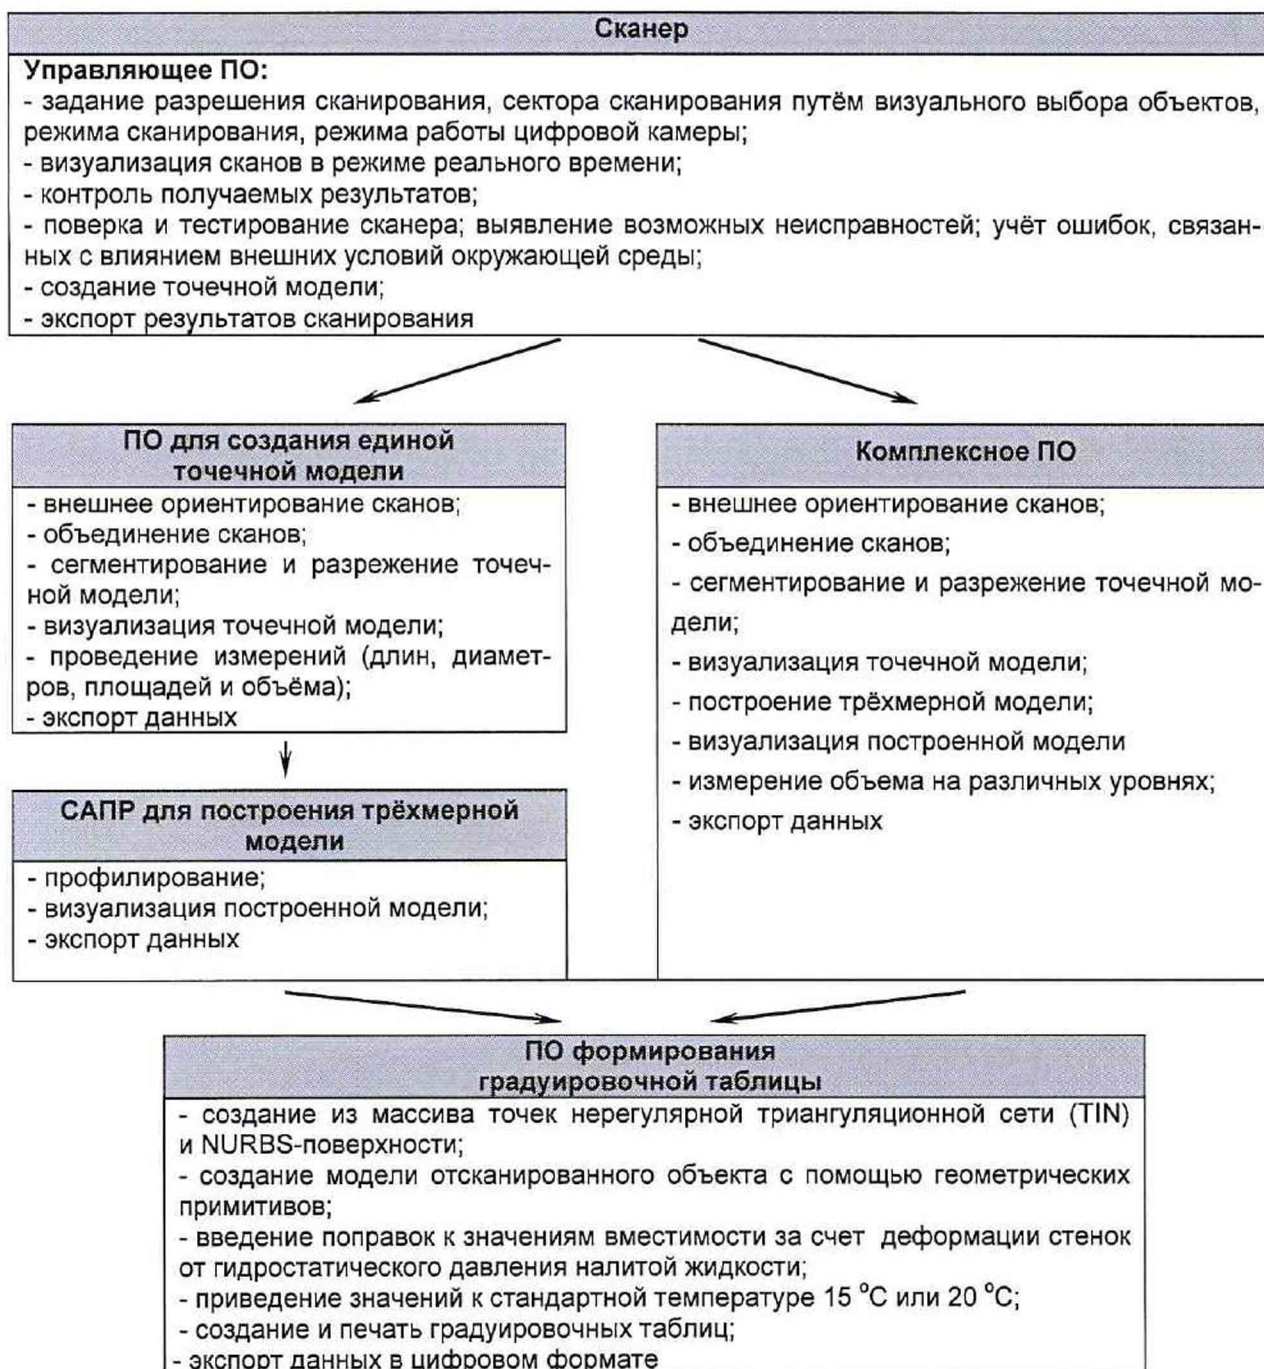 Сканер
Управляющее ПО:
- задание разрешения сканирования, сектора сканирования путём визуального выбора объектов,
режима сканирования, режима работы цифровой камеры;
- визуализация сканов в режиме реального времени;
- контроль получаемых результатов;
- поверка и тестирование сканера; выявление возможных неисправностей; учёт ошибок, связан-
ных с влиянием внешних условий окружающей среды;
- создание точечной модели;
- экспорт результатов сканирования
ПО для создания единой
точечной модели
- внешнее ориентирование сканов;
- объединение сканов;
- сегментирование и разрежение точеч-
ной модели;
- визуализация точечной модели;
- проведение измерений (длин, диамет-
ров, площадей и объёма);
- экспорт данных
САПР для построения трёхмерной
модели
- профилирование;
- визуализация построенной модели;
- экспорт данных
Комплексное ПО
- внешнее ориентирование сканов;
- объединение сканов;
- сегментирование и разрежение точечной мо-
дели;
- визуализация точечной модели;
- построение трёхмерной модели;
- визуализация построенной модели
- измерение объема на различных уровнях;
- экспорт данных
ПО формирования
градуировочной таблицы
- создание из массива точек нерегулярной триангуляционной сети (TIN)
и NURBS-поверхности;
- создание модели отсканированного объекта с помощью геометрических
примитивов;
- введение поправок к значениям вместимости за счет деформации стенок
от гидростатического давления налитой жидкости;
- приведение значений к стандартной температуре 15 °С или 20 °С;
- создание и печать градуировочных таблиц;
- экспорт данных в цифровом формате